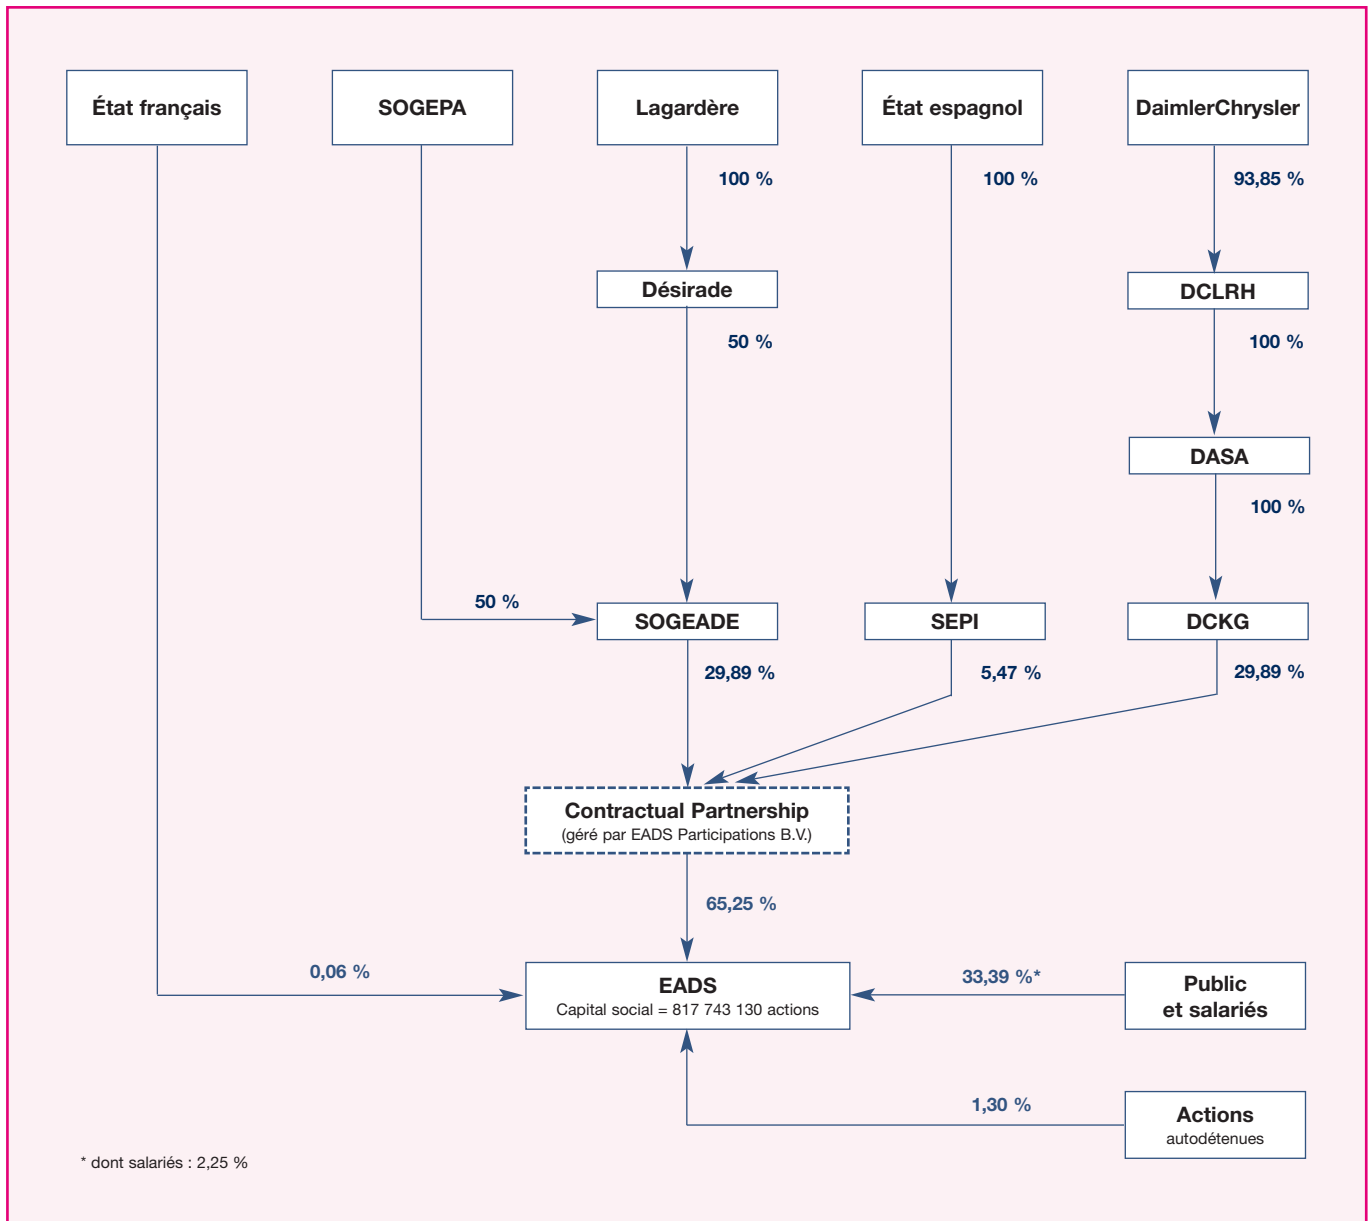 État français
SOGEPA
Lagardère
État espagnol
DaimlerChrysler
100 %
100 %
93,85 %
Désirade
DCLRH
50 %
100 %
DASA
100 %
50 %
SOGEADE
SEPI
DCKG
29,89 %
5,47 %
29,89 %
Contractual Partnership
(géré par EADS Participations B.V.)
65,25 %
0,06 %
EADS
Capital social = 817 743 130 actions
33,39 %*
Public
et salariés
1,30 %
Actions
autodétenues
* dont salariés : 2,25 %